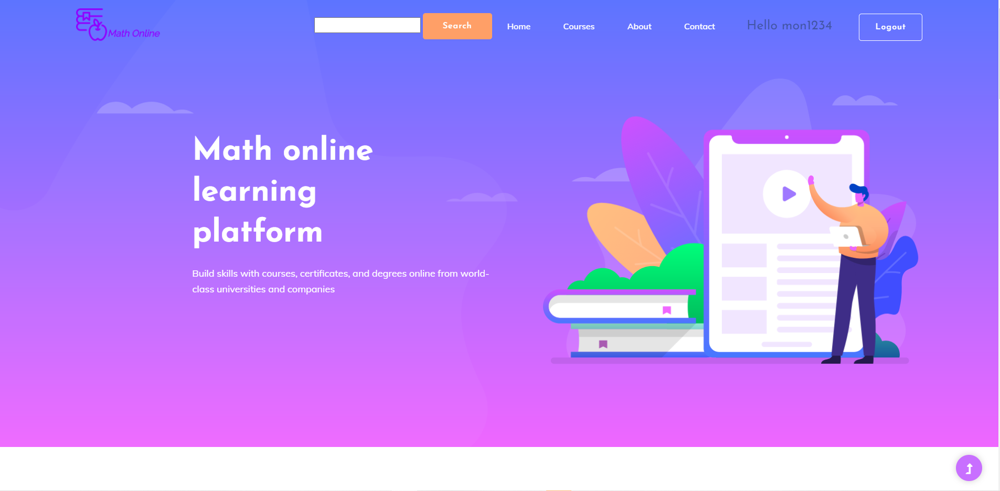 Math Online
Search
Home
Courses
About
Contact
Hello mon1234
Logout
Math online
learning
platform
Build skills with courses, certificates, and degrees online from world-
class universities and companies